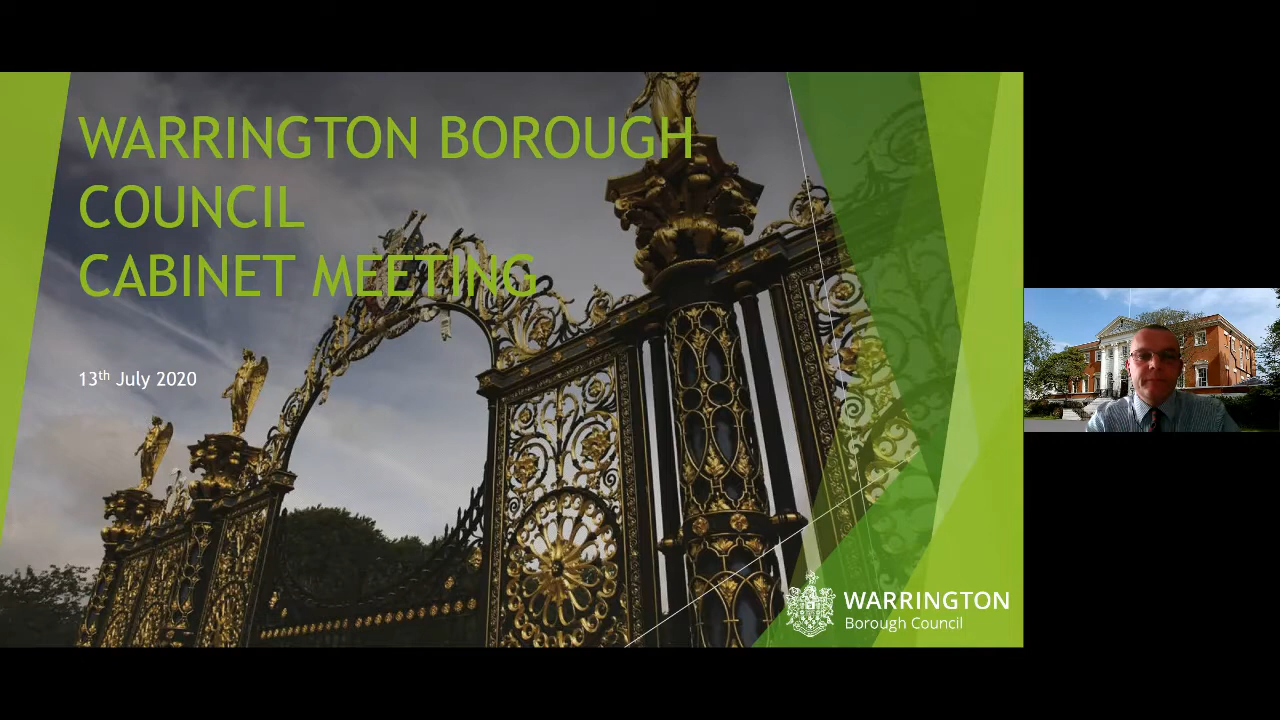 WARRINGTON BOROUGH
COUNCIL
CABINET MEETING
13th July 2020
WARRINGTON
Borough Council